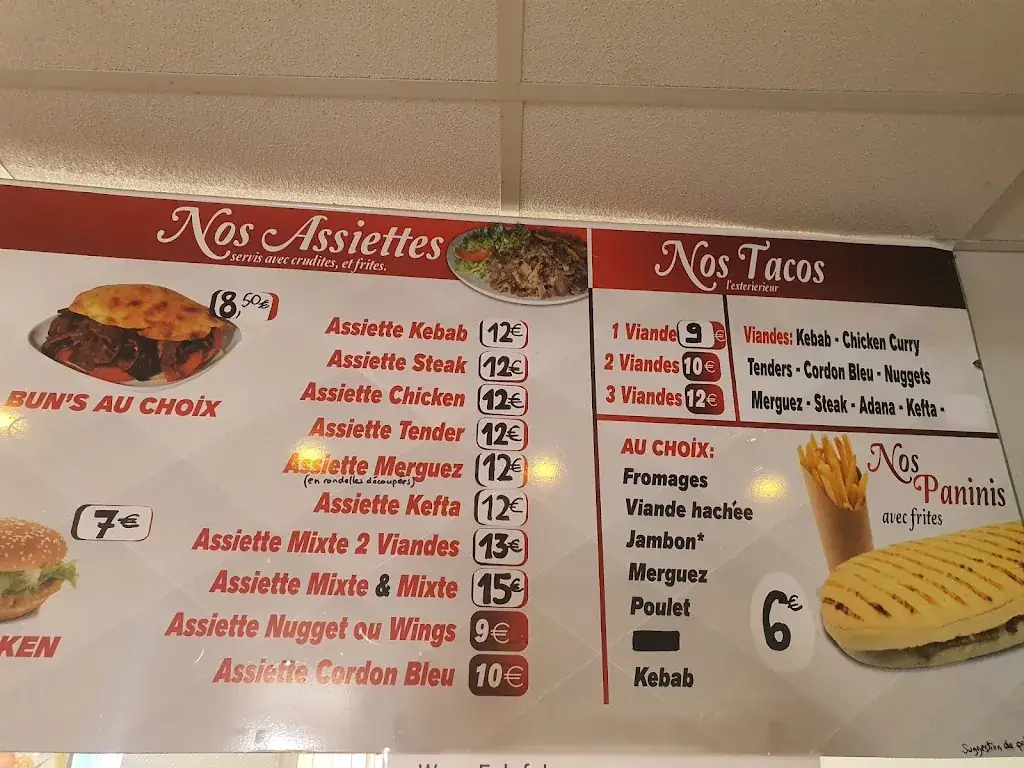 Nos Assiettes
servis avec crudites, et frites.
8,50€
BUN'S AU CHOIX
7€
KEN
Assiette Kebab 12€
Assiette Steak 12€
Assiette Chicken 12€
Assiette Tender 12€
Assiette Merguez 12€
(en rondelles découpées)
Assiette Kefta 12€
Assiette Mixte 2 Viandes 13€
Assiette Mixte & Mixte 15€
Assiette Nugget ou Wings 9€
Assiette Cordon Bleu 10€
Nos Tacos
l'exterierieur
1 Viande 9€
2 Viandes 10€
3 Viandes 12€
Viandes: Kebab - Chicken Curry
Tenders - Cordon Bleu - Nuggets
Merguez - Steak - Adana - Kefta -
AU CHOIX:
Fromages
Viande hachée
Jambon*
Merguez
Poulet
Kebab
Nos
Paninis
avec frites
6€
Suggestion de